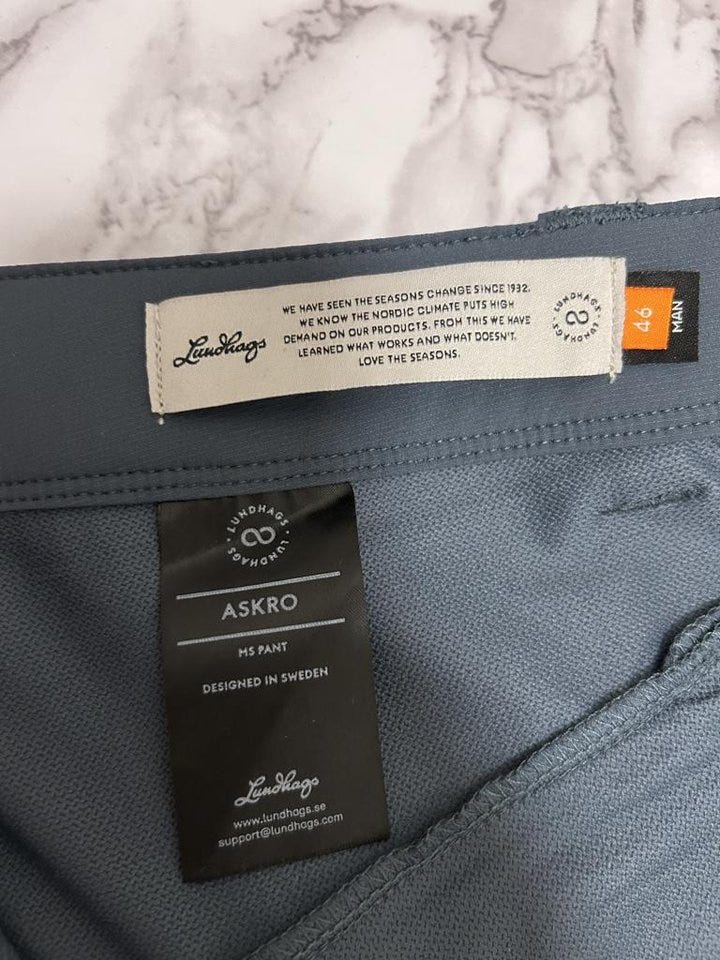 Lundhags
WE HAVE SEEN THE SEASONS CHANGE SINCE 1932.
WE KNOW THE NORDIC CLIMATE PUTS HIGH
DEMAND ON OUR PRODUCTS. FROM THIS WE HAVE
LEARNED WHAT WORKS AND WHAT DOESN'T.
LOVE THE SEASONS.
LUNDHAGS · LUNDHAGS ·
46
MAN
LUNDHAGS · LUNDHAGS ·
ASKRO
MS PANT
DESIGNED IN SWEDEN
Lundhags
www.lundhags.se
support@lundhags.com